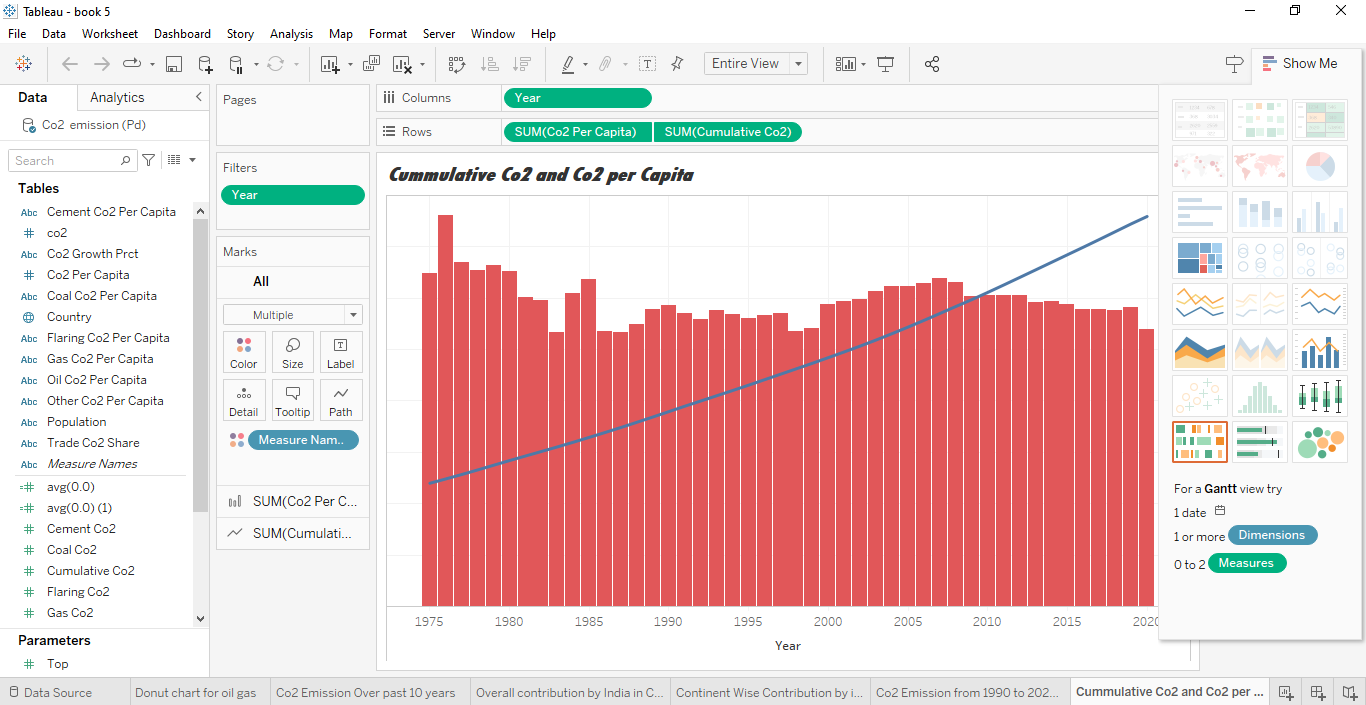 Tableau - book 5
File Data Worksheet Dashboard Story Analysis Map Format Server Window Help
Entire View
Show Me
Data Analytics
Co2 emission (Pd)
Search
Tables
Abc Cement Co2 Per Capita
# co2
Abc Co2 Growth Prct
# Co2 Per Capita
Abc Coal Co2 Per Capita
Country
Abc Flaring Co2 Per Capita
Abc Gas Co2 Per Capita
Abc Oil Co2 Per Capita
Abc Other Co2 Per Capita
Abc Population
Abc Trade Co2 Share
Abc Measure Names
=# avg(0.0)
=# avg(0.0) (1)
# Cement Co2
# Coal Co2
# Cumulative Co2
# Flaring Co2
# Gas Co2
Parameters
# Top
Pages
Filters
Year
Marks
All
Multiple
Color Size Label
Detail Tooltip Path
Measure Nam..
SUM(Co2 Per C...
SUM(Cumulati...
Columns Year
Rows SUM(Co2 Per Capita) SUM(Cumulative Co2)
Cummulative Co2 and Co2 per Capita
1975 1980 1985 1990 1995 2000 2005 2010 2015 2020
Year
For a Gantt view try
1 date
1 or more Dimensions
0 to 2 Measures
Data Source Donut chart for oil gas Co2 Emission Over past 10 years Overall contribution by India in C... Continent Wise Contribution by i... Co2 Emission from 1990 to 202... Cummulative Co2 and Co2 per ...